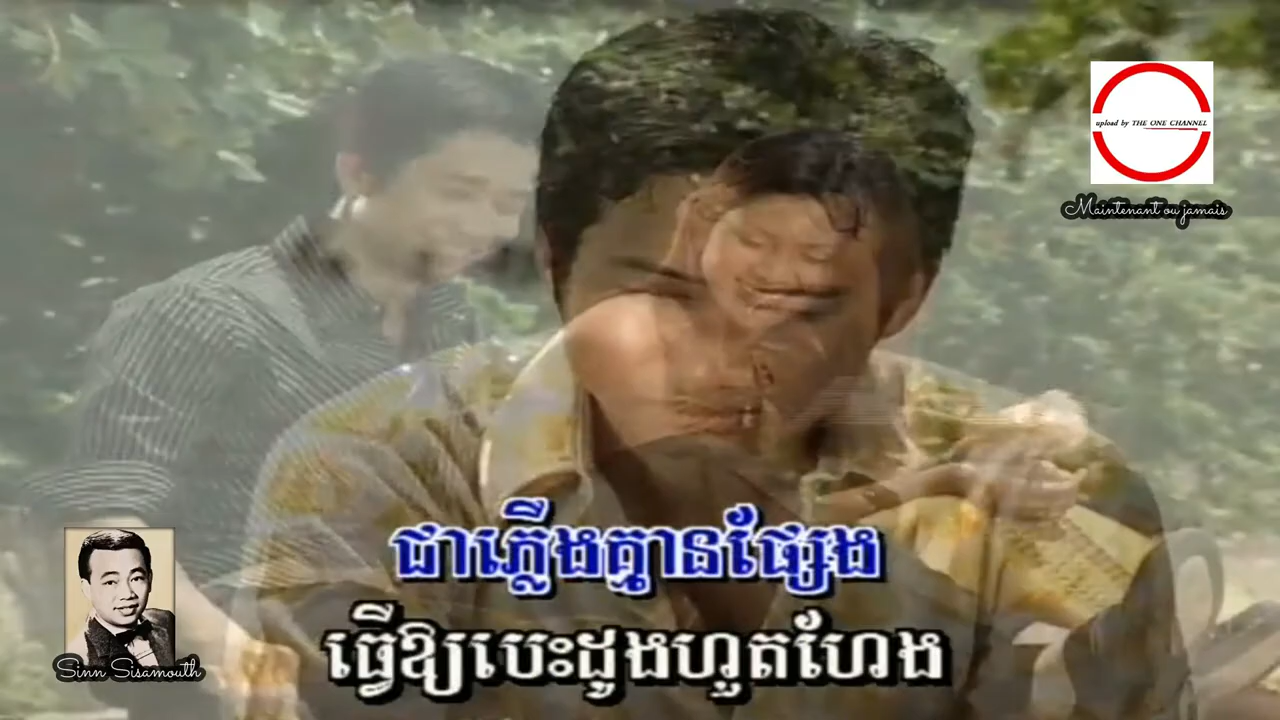 upload by THE ONE CHANNEL
Maintenant ou jamais
ជាភ្លើងគ្មានផ្សែង
ធ្វើឱ្យបេះដូងហួតហែង
Sinn Sisamouth